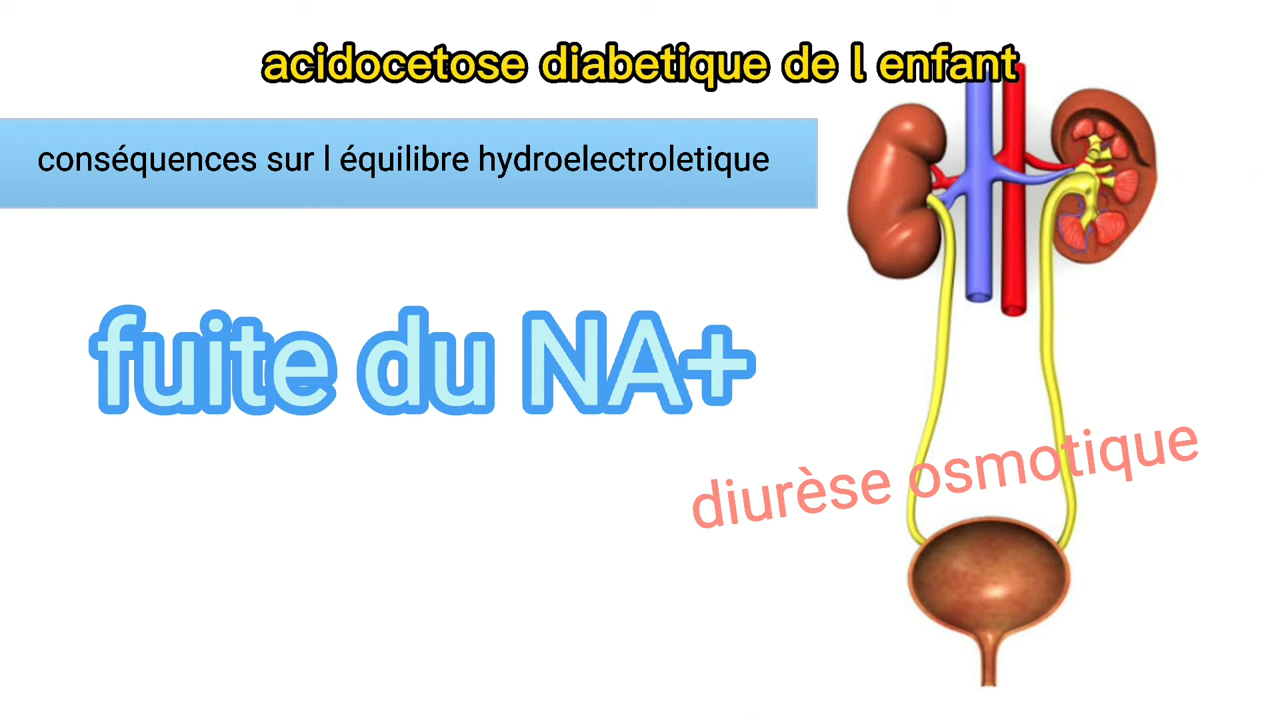 acidocetose diabetique de l enfant
conséquences sur l équilibre hydroelectroletique
fuite du NA+
diurèse osmotique